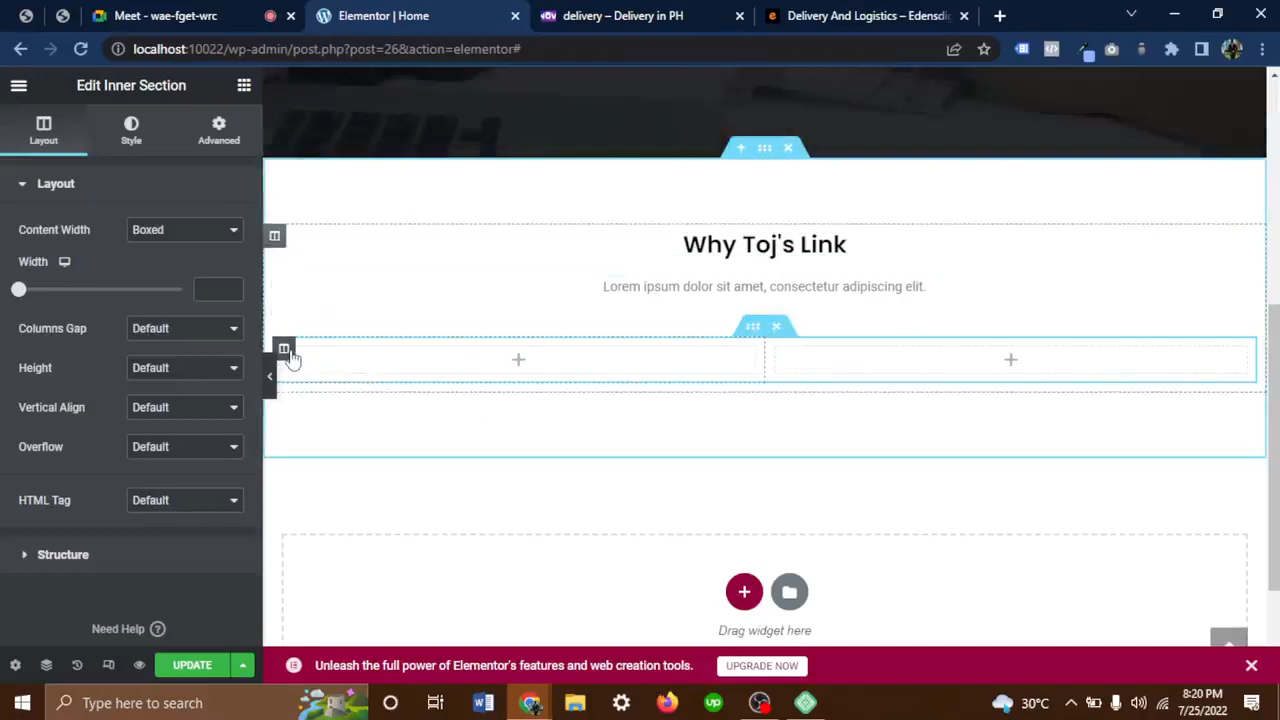 Meet - wae-fget-wrc
Elementor | Home
delivery – Delivery in PH
Delivery And Logistics – Edensdig
localhost:10022/wp-admin/post.php?post=26&action=elementor#
Edit Inner Section
Layout
Style
Advanced
Layout
Content Width
Boxed
Width
Columns Gap
Default
Height
Default
Vertical Align
Default
Overflow
Default
HTML Tag
Default
Structure
Need Help
UPDATE
Why Toj's Link
Lorem ipsum dolor sit amet, consectetur adipiscing elit.
Drag widget here
Unleash the full power of Elementor's features and web creation tools.
UPGRADE NOW
Type here to search
30°C
8:20 PM
7/25/2022